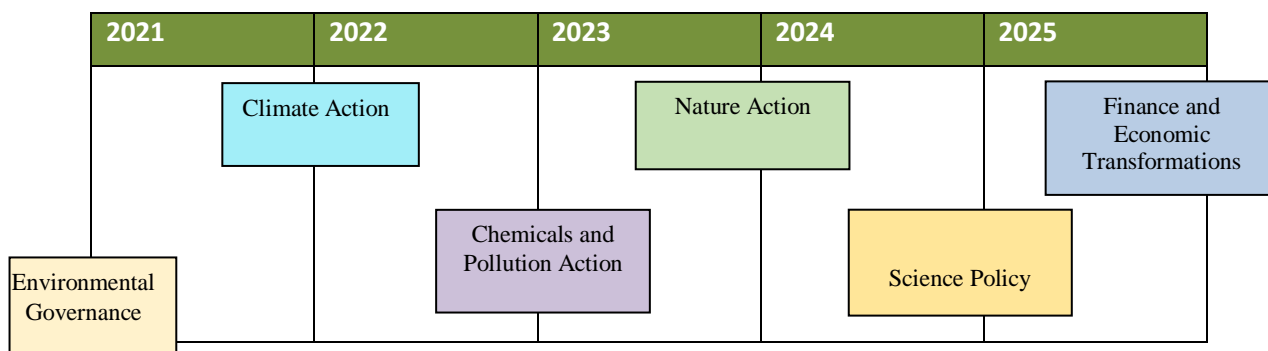 2021 2022 2023 2024 2025
Climate Action
Nature Action
Finance and
Economic
Transformations
Chemicals and
Pollution Action
Science Policy
Environmental
Governance